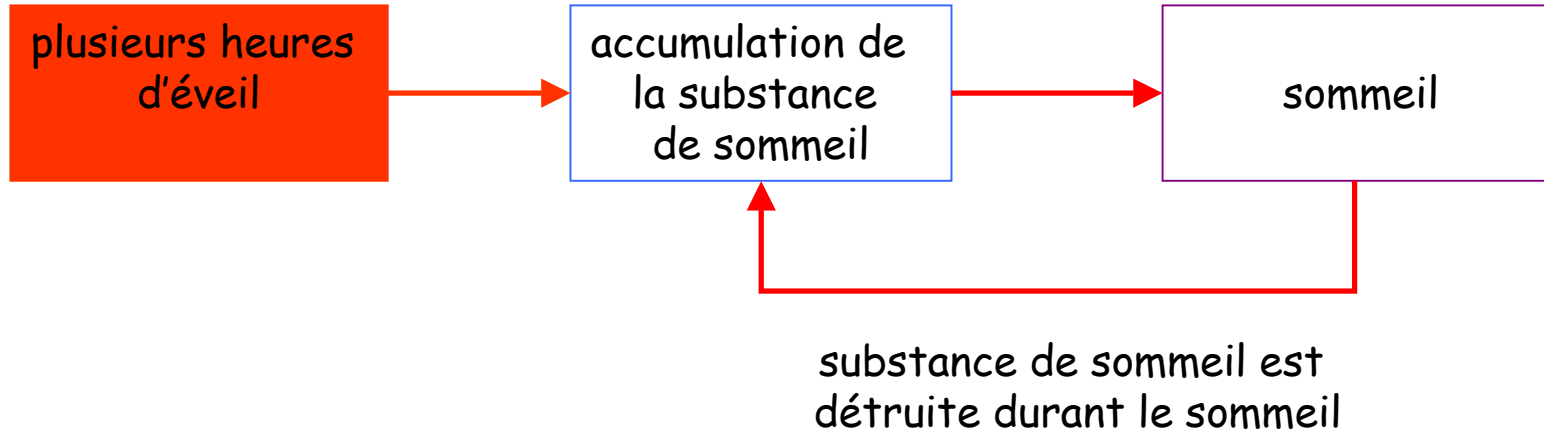 plusieurs heures
d'éveil
accumulation de
la substance
de sommeil
sommeil
substance de sommeil est
détruite durant le sommeil